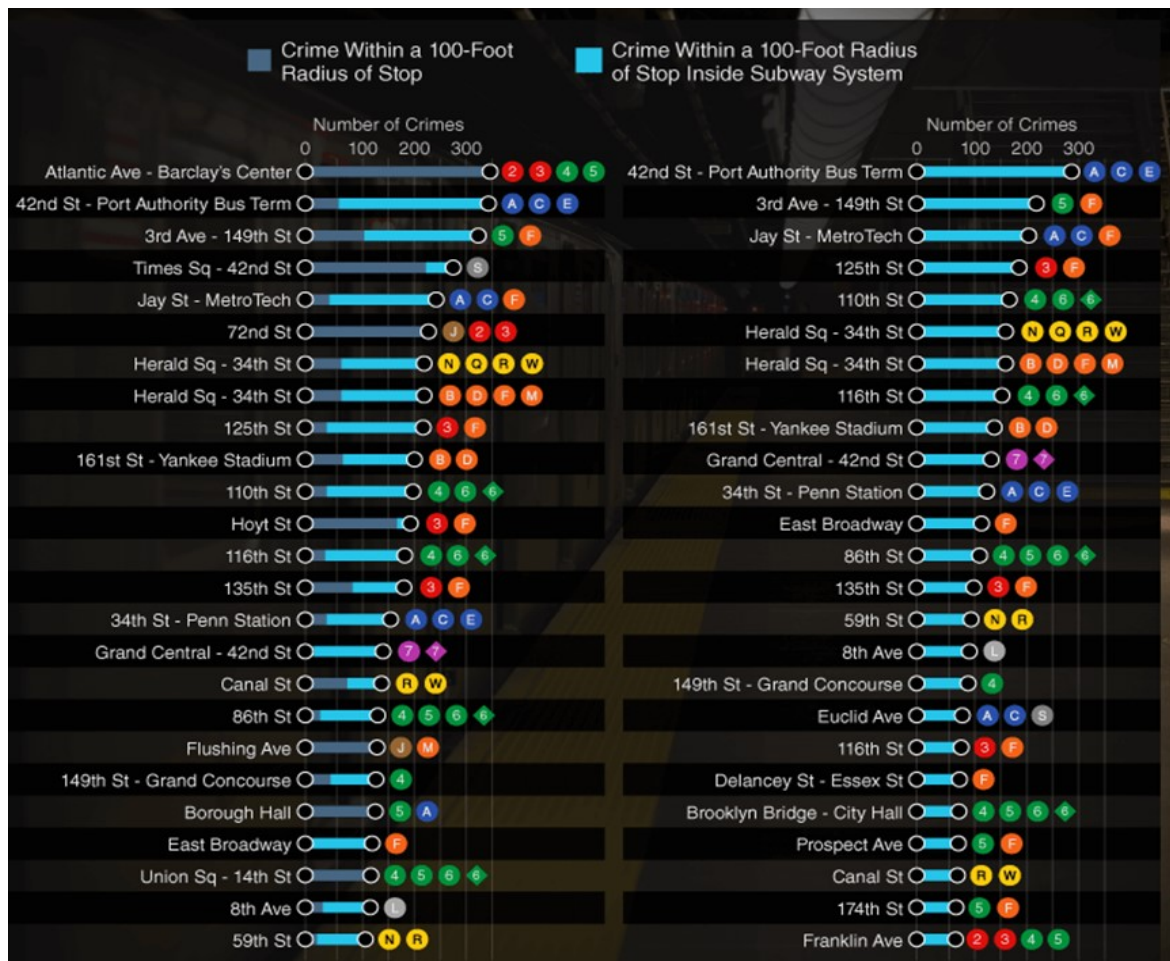 Crime Within a 100-Foot
Radius of Stop
Crime Within a 100-Foot Radius
of Stop Inside Subway System
Number of Crimes
0 100 200 300
Atlantic Ave - Barclay's Center 2 3 4 5
42nd St - Port Authority Bus Term A C E
3rd Ave - 149th St 5 F
Times Sq - 42nd St S
Jay St - MetroTech A C F
72nd St J 2 3
Herald Sq - 34th St N Q R W
Herald Sq - 34th St B D F M
125th St 3 F
161st St - Yankee Stadium B D
110th St 4 6 6
Hoyt St 3 F
116th St 4 6 6
135th St 3 F
34th St - Penn Station A C E
Grand Central - 42nd St 7 7
Canal St R W
86th St 4 5 6 6
Flushing Ave J M
149th St - Grand Concourse 4
Borough Hall 5 A
East Broadway F
Union Sq - 14th St 4 5 6 6
8th Ave L
59th St N R
Number of Crimes
0 100 200 300
42nd St - Port Authority Bus Term A C E
3rd Ave - 149th St 5 F
Jay St - MetroTech A C F
125th St 3 F
110th St 4 6 6
Herald Sq - 34th St N Q R W
Herald Sq - 34th St B D F M
116th St 4 6 6
161st St - Yankee Stadium B D
Grand Central - 42nd St 7 7
34th St - Penn Station A C E
East Broadway F
86th St 4 5 6 6
135th St 3 F
59th St N R
8th Ave L
149th St - Grand Concourse 4
Euclid Ave A C S
116th St 3 F
Delancey St - Essex St F
Brooklyn Bridge - City Hall 4 5 6 6
Prospect Ave 5 F
Canal St R W
174th St 5 F
Franklin Ave 2 3 4 5